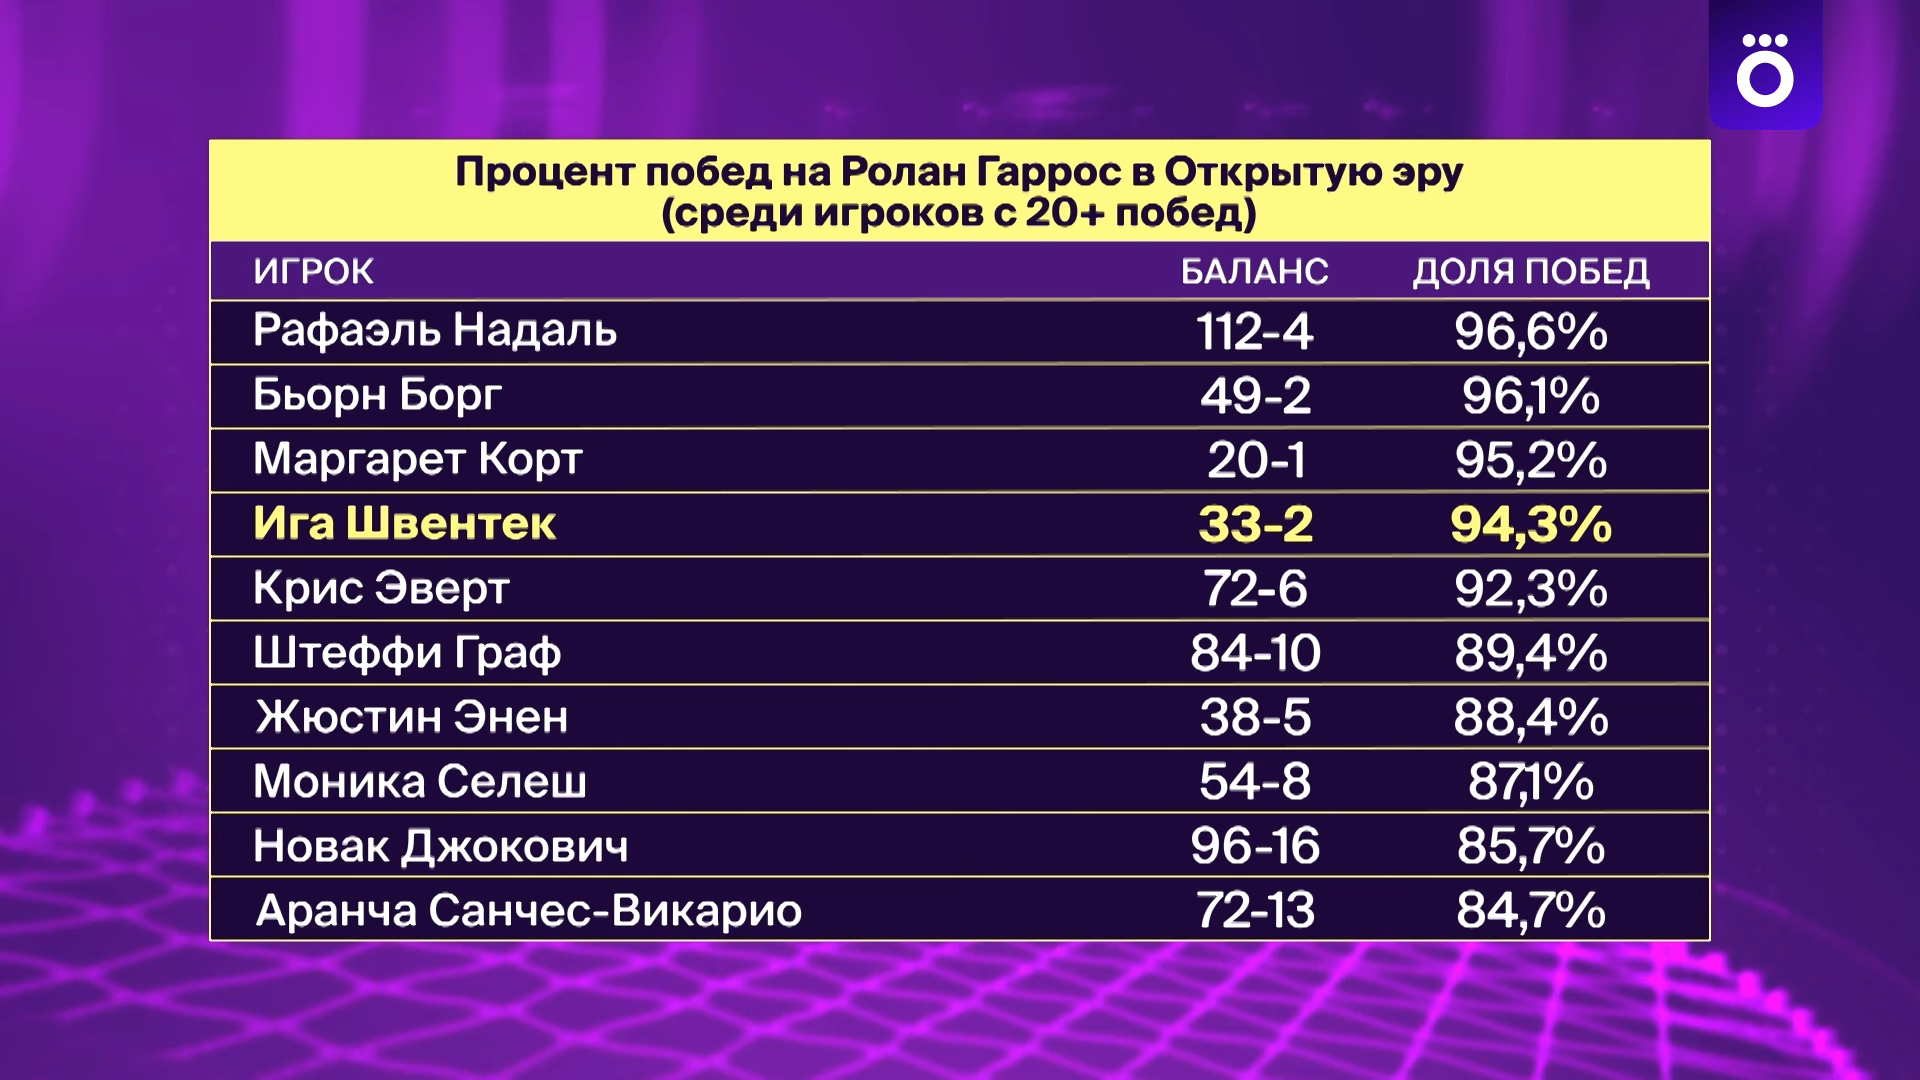 Процент побед на Ролан Гаррос в Открытую эру
(среди игроков с 20+ побед)
ИГРОК БАЛАНС ДОЛЯ ПОБЕД
Рафаэль Надаль 112-4 96,6%
Бьорн Борг 49-2 96,1%
Маргарет Корт 20-1 95,2%
Ига Швентек 33-2 94,3%
Крис Эверт 72-6 92,3%
Штеффи Граф 84-10 89,4%
Жюстин Энен 38-5 88,4%
Моника Селеш 54-8 87,1%
Новак Джокович 96-16 85,7%
Аранча Санчес-Викарио 72-13 84,7%